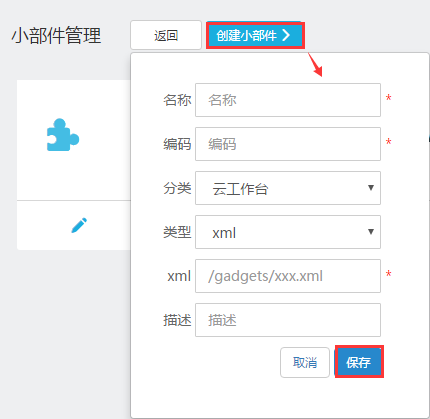 小部件管理 返回 创建小部件
名称 名称 *
编码 编码 *
分类 云工作台
类型 xml
xml /gadgets/xxx.xml *
描述 描述
取消 保存